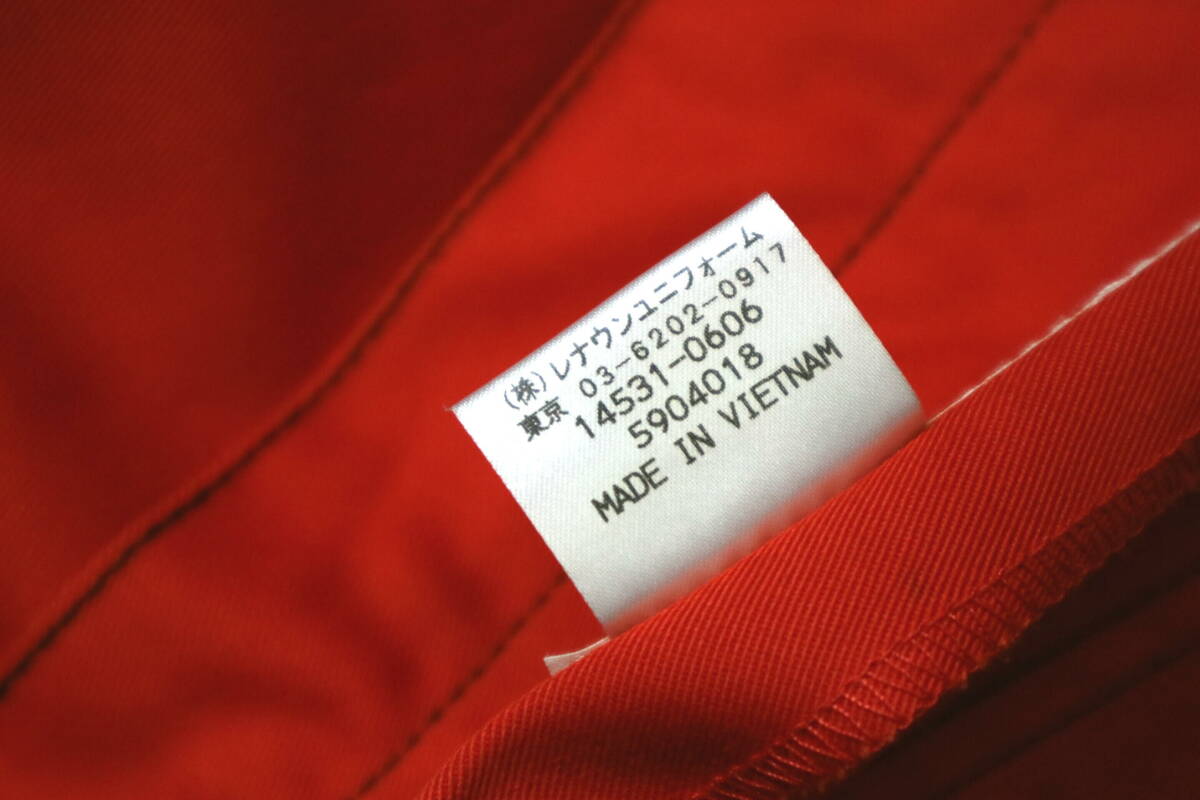 (株)レナウンユニフォーム
東京 03-6202-0917
14531-0606
5904018
MADE IN VIETNAM